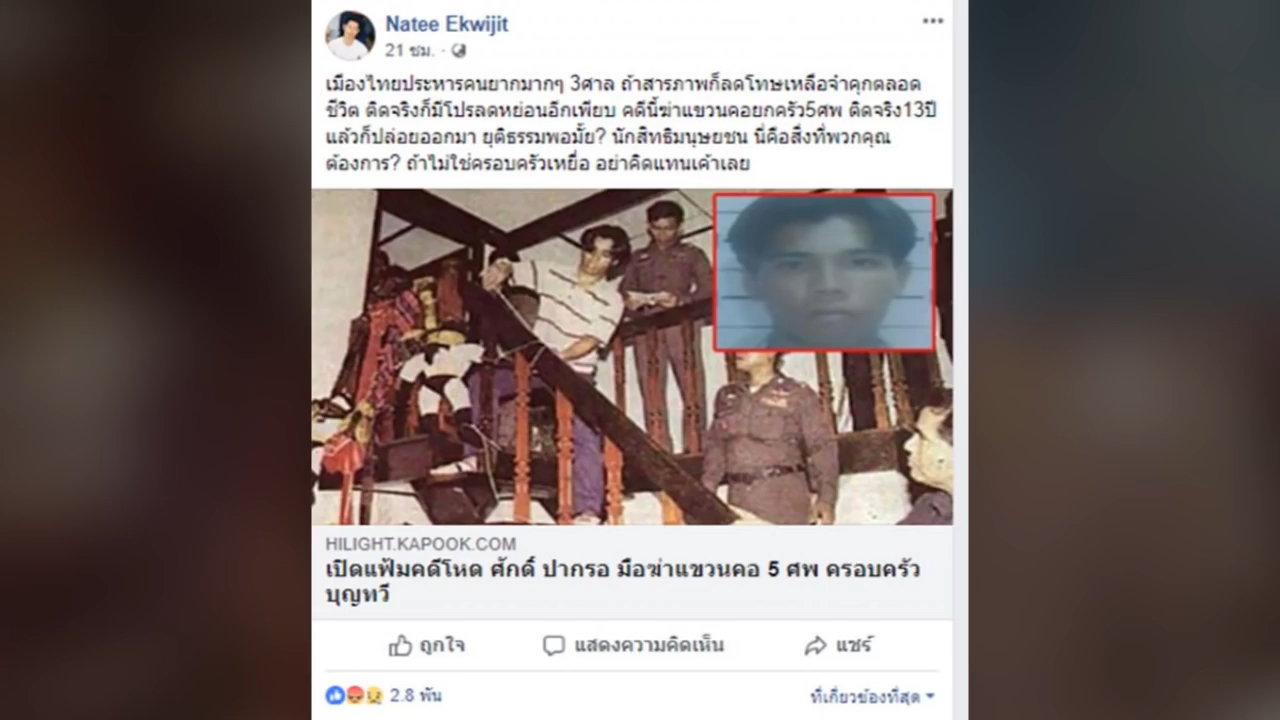 Natee Ekwijit
21 ชม.
เมืองไทยประหารคนยากมากๆ 3ศาล ถ้าสารภาพก็ลดโทษเหลือจำคุกตลอด
ชีวิต ติดจริงก็มีโปรลดหย่อนอีกเพียบ คดีนี้ฆ่าแขวนคอยกครัว5ศพ ติดจริง13ปี
แล้วก็ปล่อยออกมา ยุติธรรมพอมั้ย? นักสิทธิมนุษยชน นี่คือสิ่งที่พวกคุณ
ต้องการ? ถ้าไม่ใช่ครอบครัวเหยื่อ อย่าคิดแทนเค้าเลย
HILIGHT.KAPOOK.COM
เปิดแฟ้มคดีโหด ศักดิ์ ปากรอ มือฆ่าแขวนคอ 5 ศพ ครอบครัว
บุญทวี
ถูกใจ แสดงความคิดเห็น แชร์
2.8 พัน ที่เกี่ยวข้องที่สุด